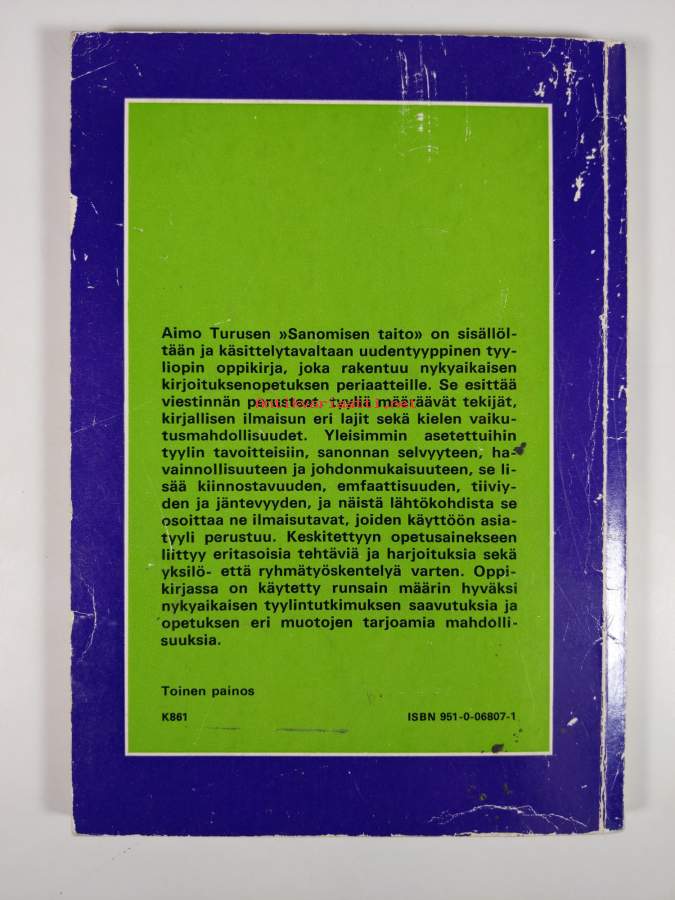 Aimo Turusen »Sanomisen taito» on sisällöl-
tään ja käsittelytavaltaan uudentyyppinen tyy-
liopin oppikirja, joka rakentuu nykyaikaisen
kirjoituksenopetuksen periaatteille. Se esittää
viestinnän perusteet, tyyliä määräävät tekijät,
kirjallisen ilmaisun eri lajit sekä kielen vaiku-
tusmahdollisuudet. Yleisimmin asetettuihin
tyylin tavoitteisiin, sanonnan selvyyteen, ha-
vainnollisuuteen ja johdonmukaisuuteen, se li-
sää kiinnostavuuden, emfaattisuuden, tiiviy-
den ja jäntevyyden, ja näistä lähtökohdista se
osoittaa ne ilmaisutavat, joiden käyttöön asia-
tyyli perustuu. Keskitettyyn opetusainekseen
liittyy eritasoisia tehtäviä ja harjoituksia sekä
yksilö- että ryhmätyöskentelyä varten. Oppi-
kirjassa on käytetty runsain määrin hyväksi
nykyaikaisen tyylintutkimuksen saavutuksia ja
opetuksen eri muotojen tarjoamia mahdolli-
suuksia.
Toinen painos
K861 ISBN 951-0-06807-1